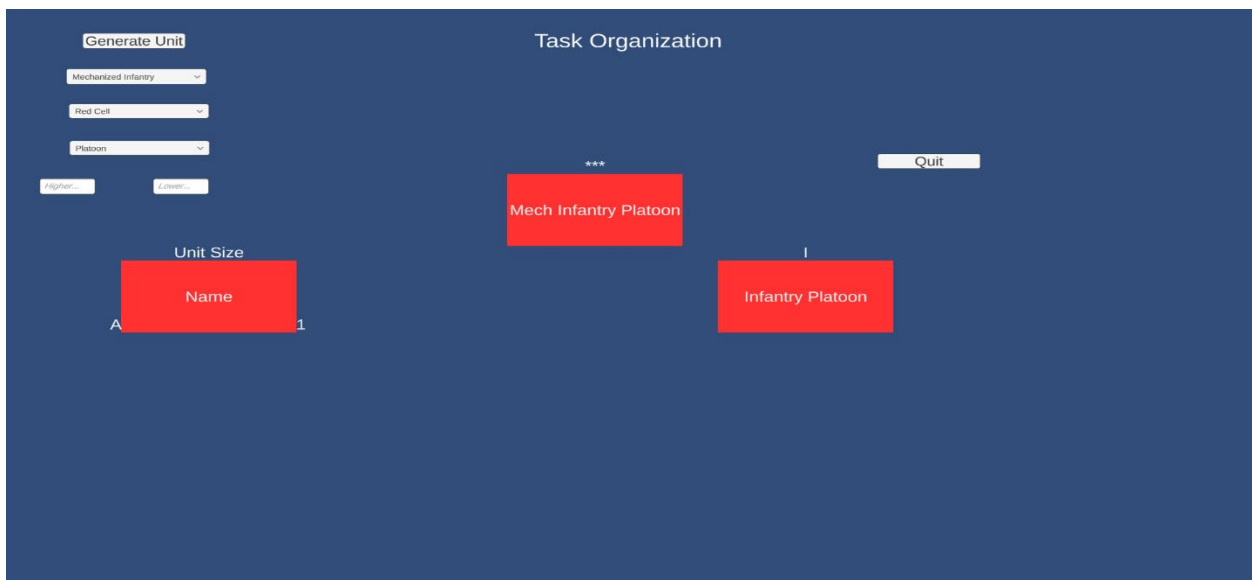 Generate Unit
Task Organization
Mechanized Infantry
Red Cell
Platoon
Quit
***
Higher...
Lower...
Mech Infantry Platoon
Unit Size
I
Name
Infantry Platoon
A
1